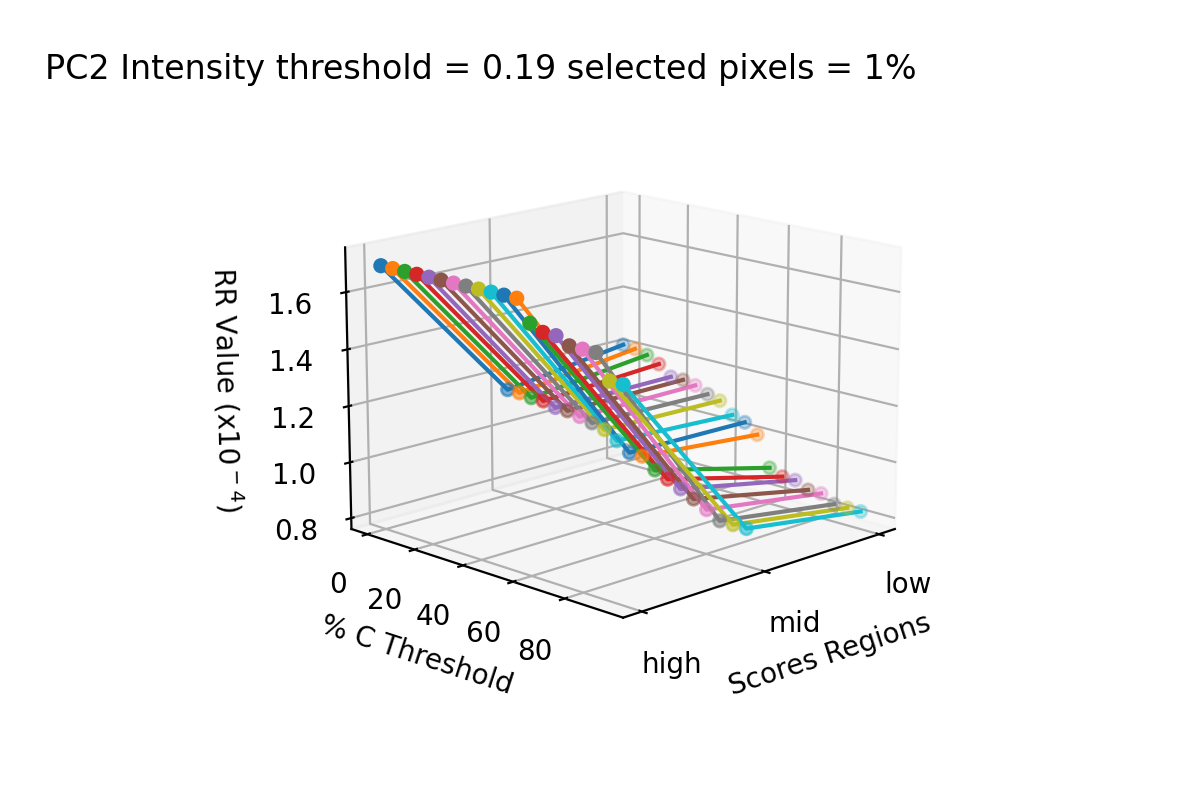 PC2 Intensity threshold = 0.19 selected pixels = 1%
RR Value (x10⁻⁴)
1.6
1.4
1.2
1.0
0.8
0
20
40
60
80
% C Threshold
high
mid
low
Scores Regions